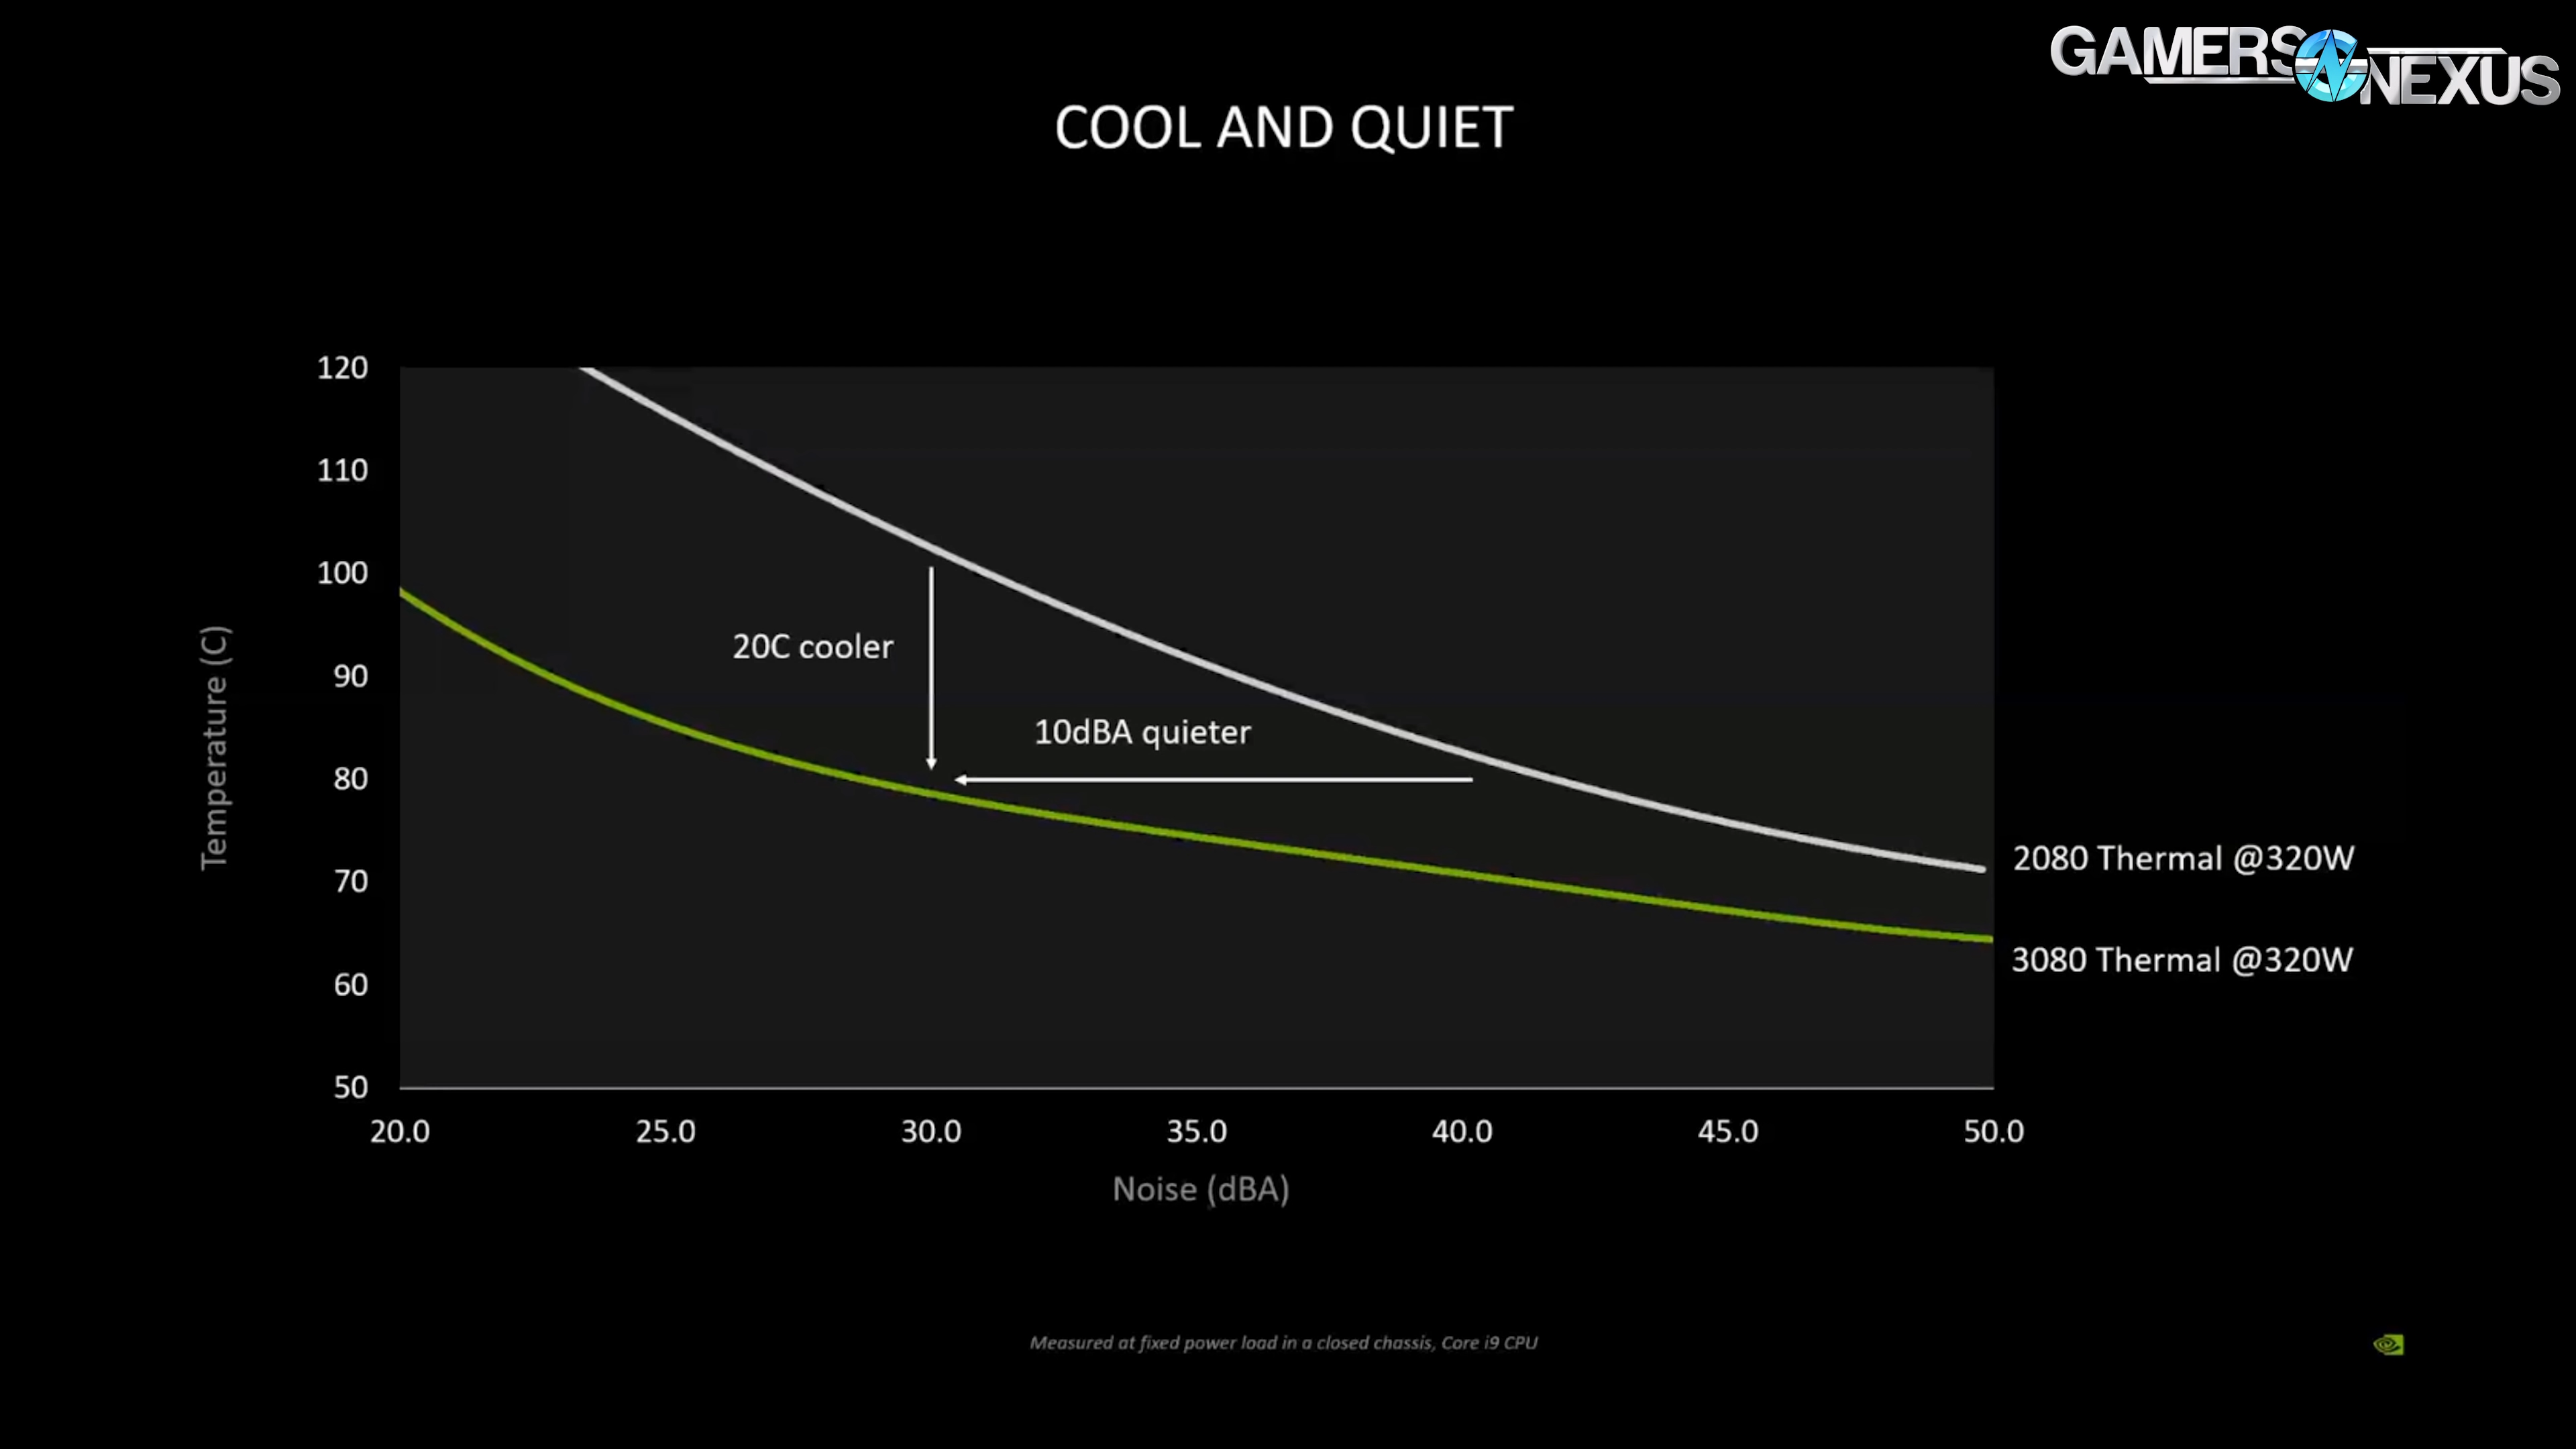 GAMERS NEXUS
COOL AND QUIET
120
110
100
90
80
70
60
50
Temperature (C)
20C cooler
10dBA quieter
2080 Thermal @320W
3080 Thermal @320W
20.0 25.0 30.0 35.0 40.0 45.0 50.0
Noise (dBA)
Measured at fixed power load in a closed chassis, Core i9 CPU